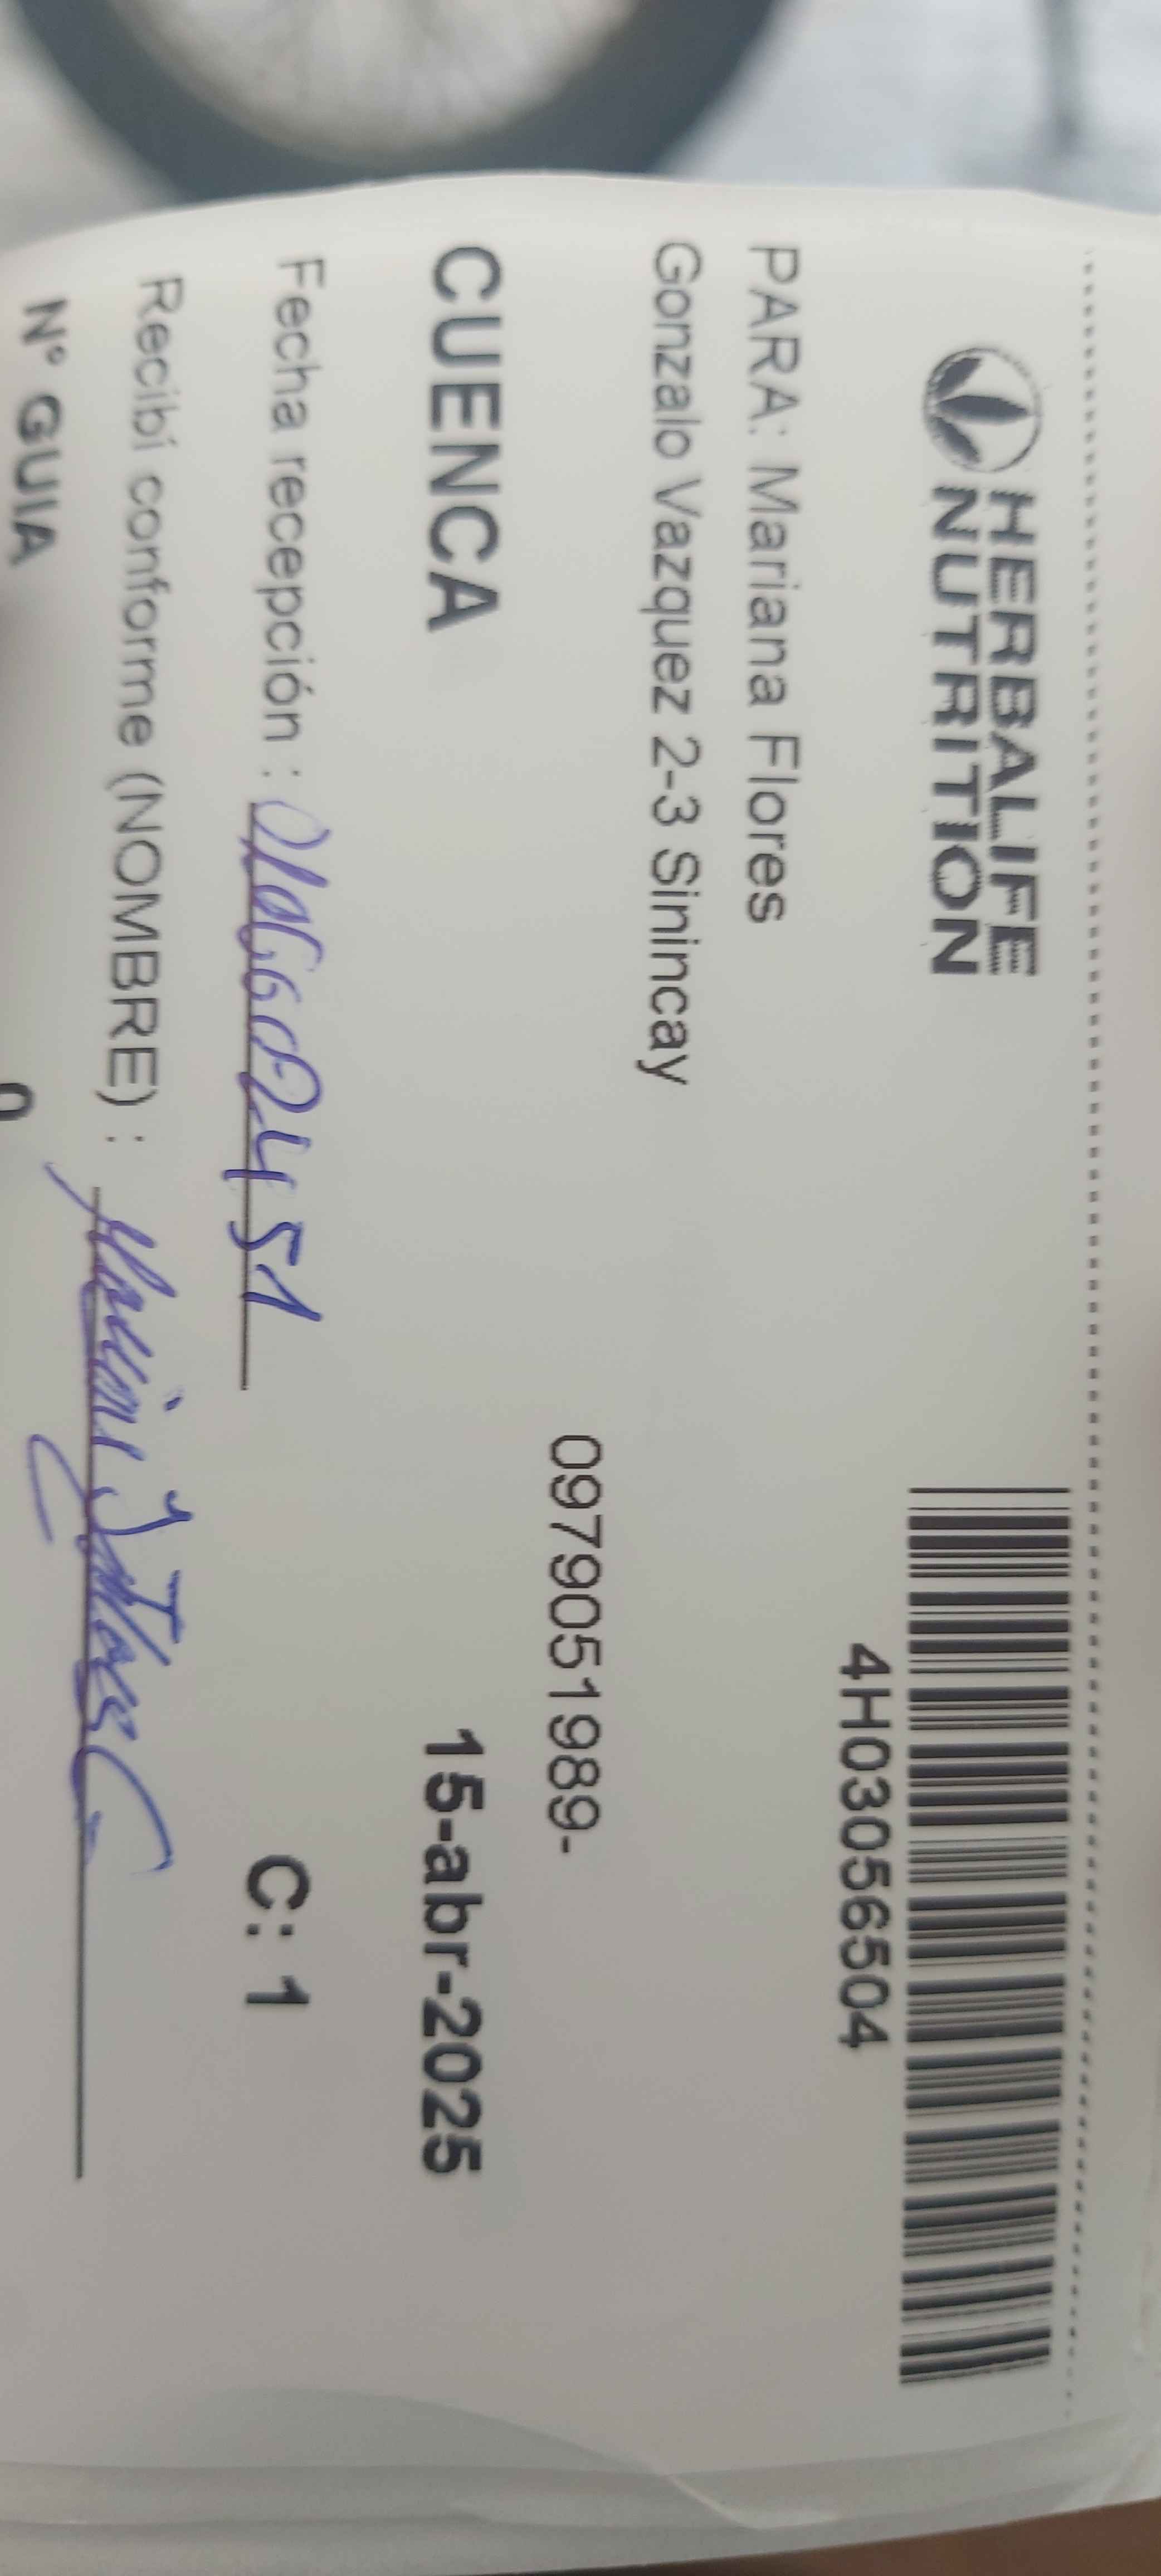 HERBALIFE
NUTRITION
4H03056504
PARA: Mariana Flores
Gonzalo Vazquez 2-3 Sinincay
0979051989-
CUENCA
15-abr-2025
Fecha recepción :
C: 1
Recibí conforme (NOMBRE) :
N° GUIA